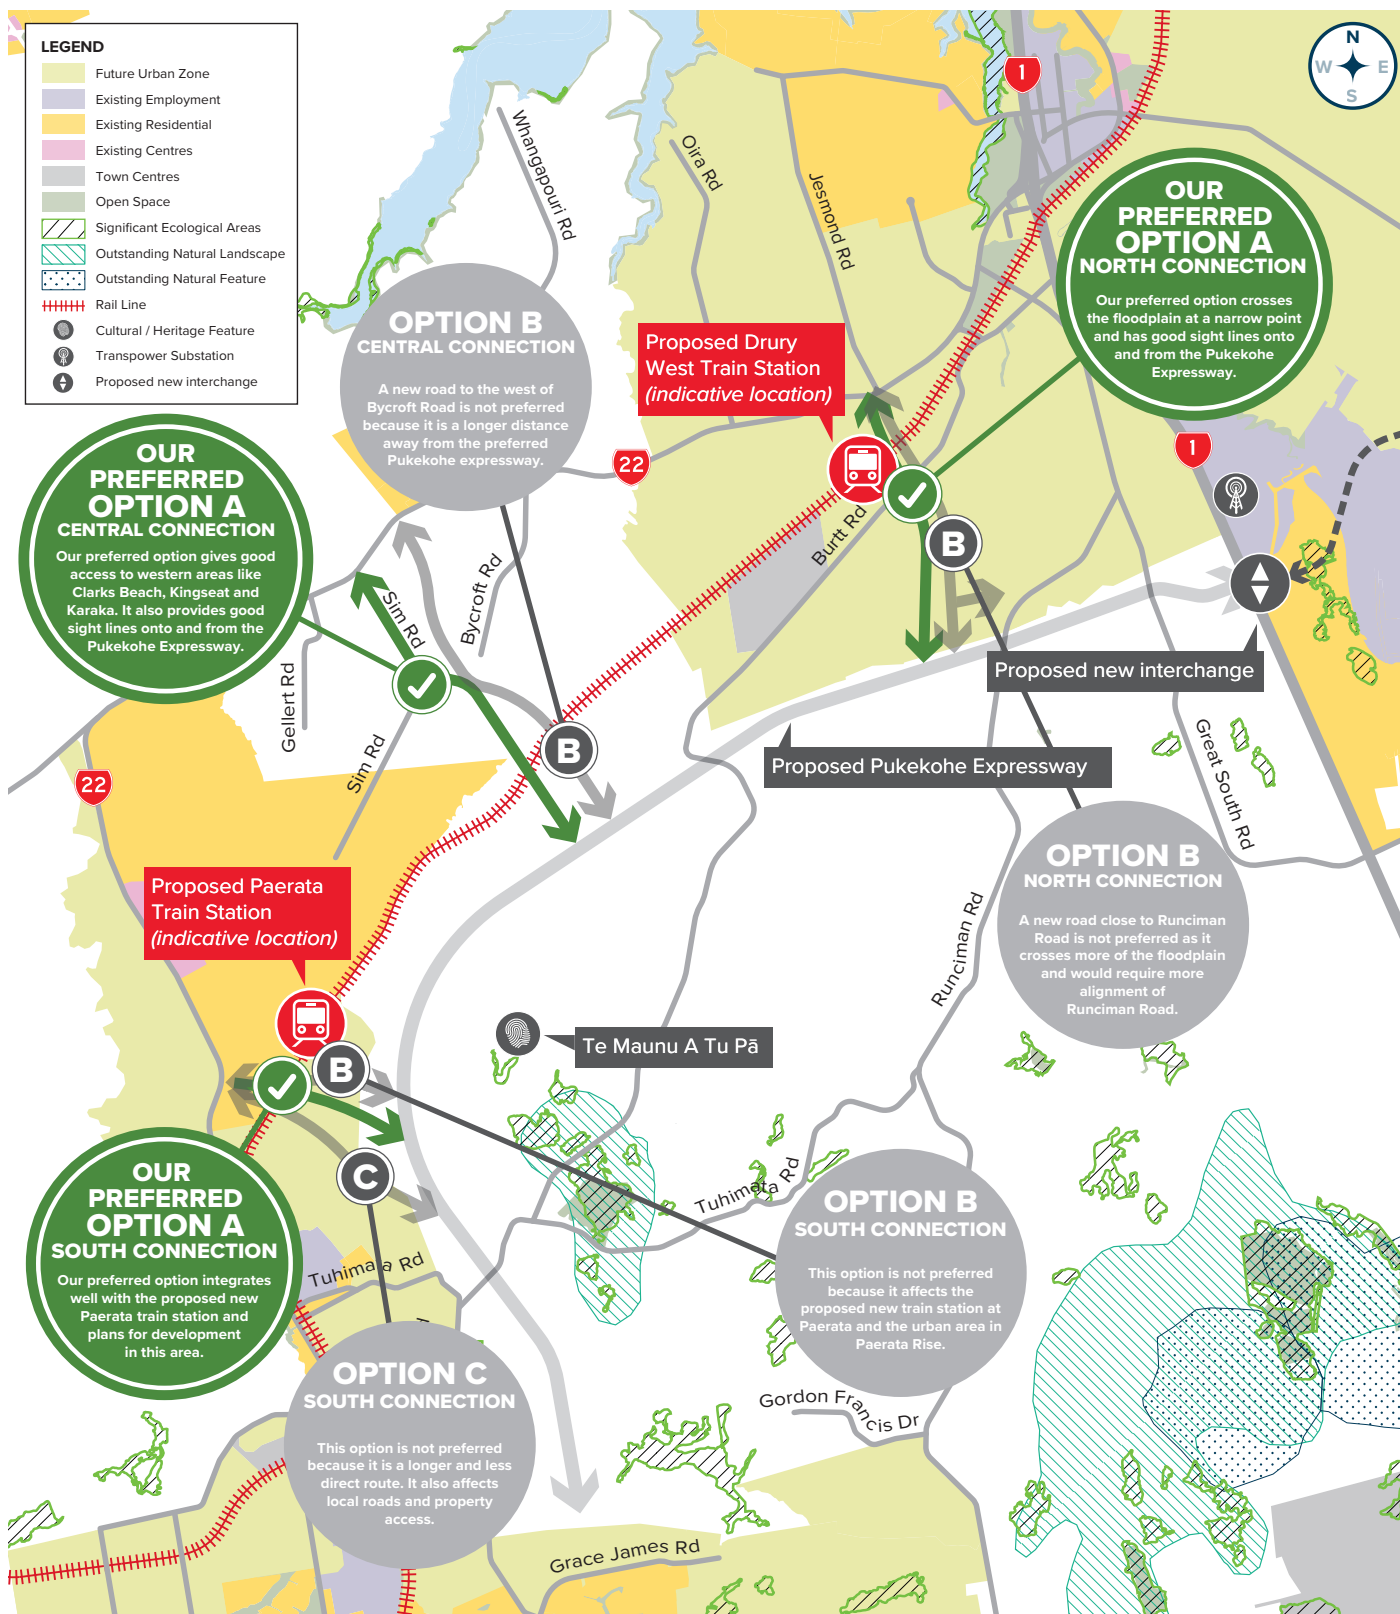 LEGEND
Future Urban Zone
Existing Employment
Existing Residential
Existing Centres
Town Centres
Open Space
Significant Ecological Areas
Outstanding Natural Landscape
Outstanding Natural Feature
Rail Line
Cultural / Heritage Feature
Transpower Substation
Proposed new interchange
N
W E
S
1
Whangapouri Rd
Oira Rd
Jesmond Rd
OUR
PREFERRED
OPTION A
NORTH CONNECTION
Our preferred option crosses
the floodplain at a narrow point
and has good sight lines onto
and from the Pukekohe
Expressway.
OPTION B
CENTRAL CONNECTION
A new road to the west of
Bycroft Road is not preferred
because it is a longer distance
away from the preferred
Pukekohe expressway.
Proposed Drury
West Train Station
(indicative location)
22
1
OUR
PREFERRED
OPTION A
CENTRAL CONNECTION
Our preferred option gives good
access to western areas like
Clarks Beach, Kingseat and
Karaka. It also provides good
sight lines onto and from the
Pukekohe Expressway.
Burtt Rd
B
Sim Rd
Bycroft Rd
Gellert Rd
Sim Rd
B
Proposed new interchange
Proposed Pukekohe Expressway
Great South Rd
22
Proposed Paerata
Train Station
(indicative location)
OPTION B
NORTH CONNECTION
A new road close to Runciman
Road is not preferred as it
crosses more of the floodplain
and would require more
alignment of
Runciman Road.
Runciman Rd
Te Maunu A Tu Pā
B
C
OUR
PREFERRED
OPTION A
SOUTH CONNECTION
Our preferred option integrates
well with the proposed new
Paerata train station and
plans for development
in this area.
Tuhimata Rd
Tuhimata Rd
OPTION B
SOUTH CONNECTION
This option is not preferred
because it affects the
proposed new train station at
Paerata and the urban area in
Paerata Rise.
OPTION C
SOUTH CONNECTION
This option is not preferred
because it is a longer and less
direct route. It also affects
local roads and property
access.
Gordon Francis Dr
Grace James Rd